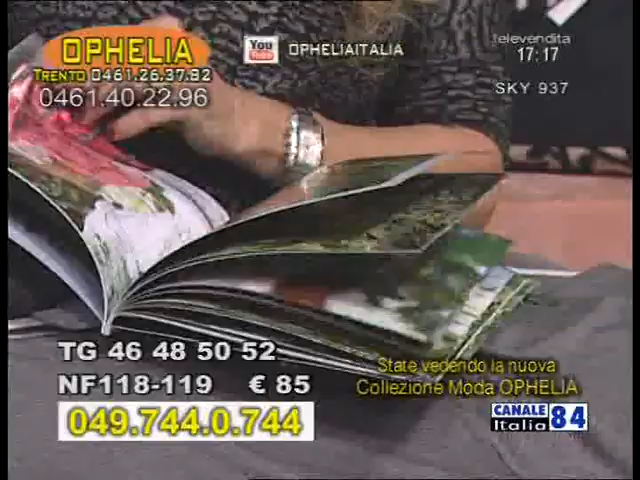 OPHELIA
TRENTO 0461.26.37.82
0461.40.22.96
You Tube OPHELIAITALIA
televendita
17:17
SKY 937
TG 46 48 50 52
NF118-119 € 85
049.744.0.744
State vedendo la nuova
Collezione Moda OPHELIA
CANALE
Italia 84